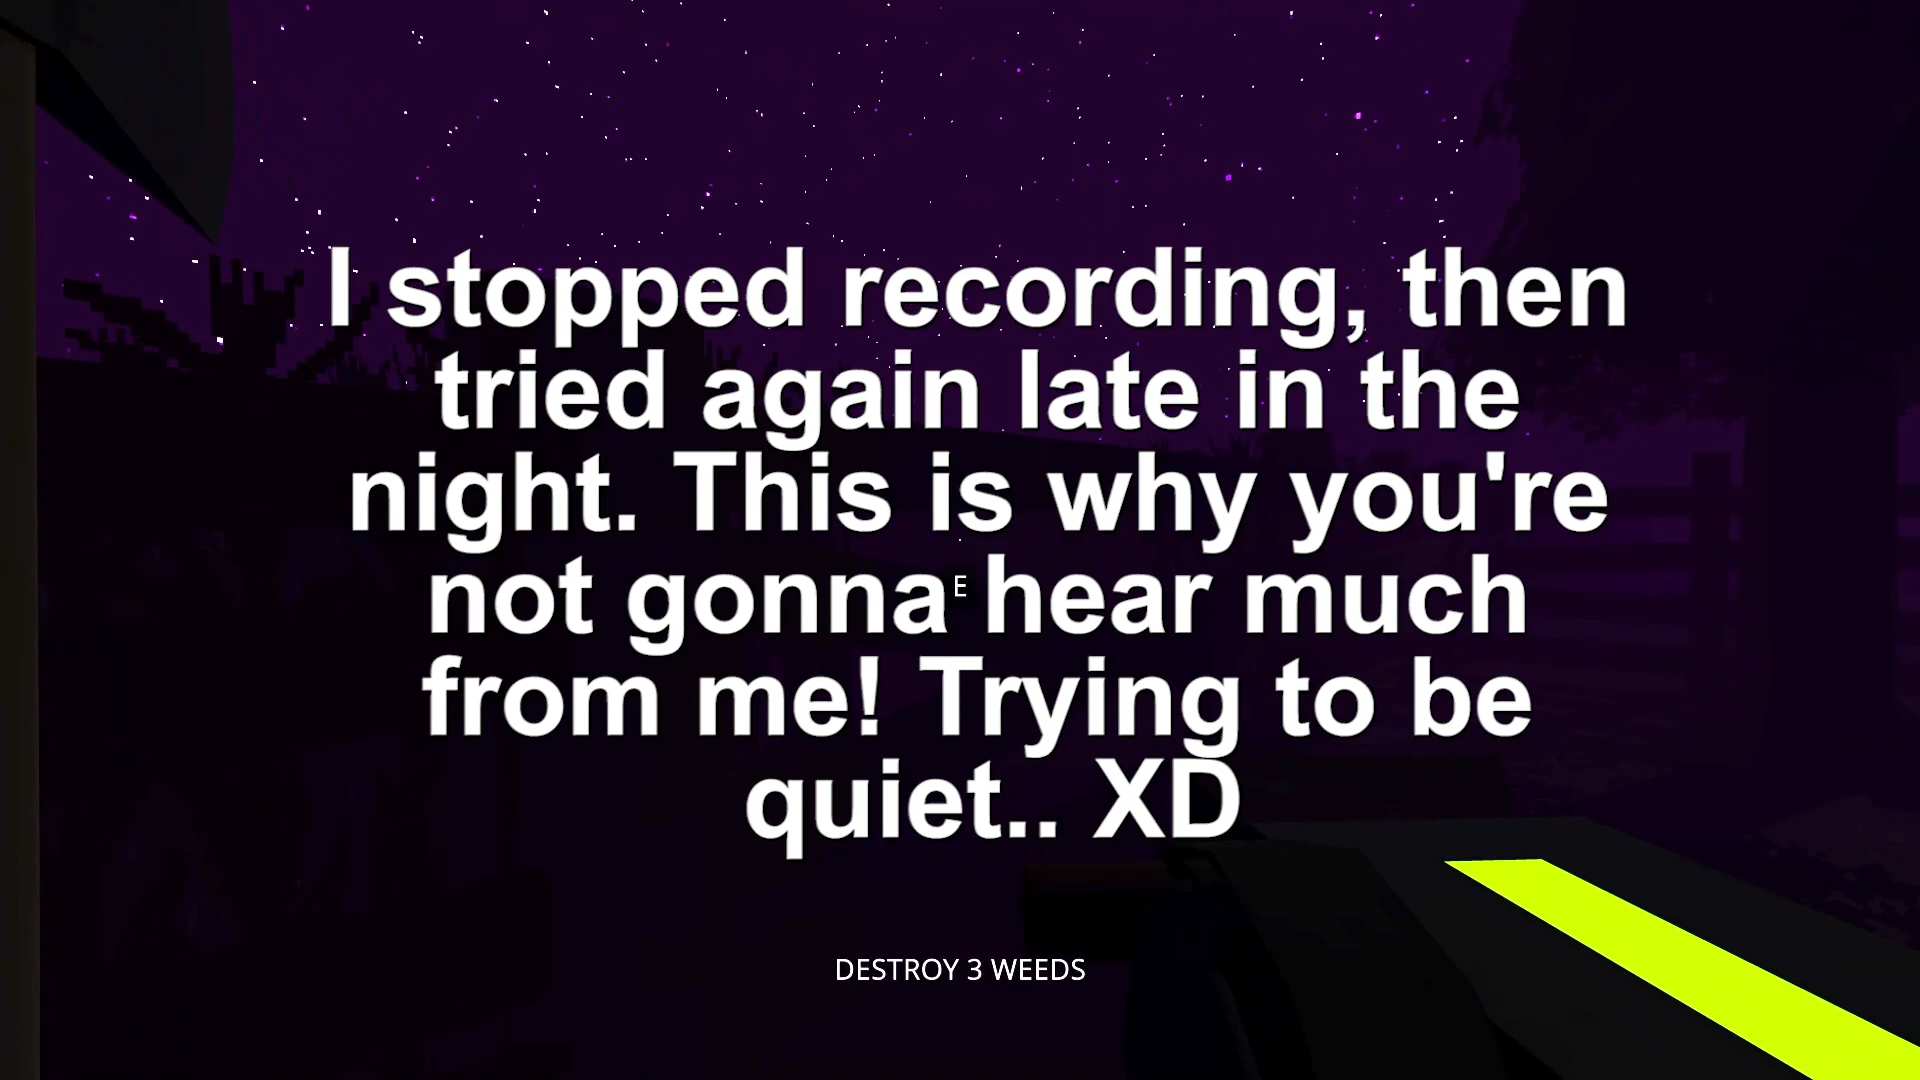 I stopped recording, then
tried again late in the
night. This is why you're
not gonna hear much
E
from me! Trying to be
quiet.. XD
DESTROY 3 WEEDS